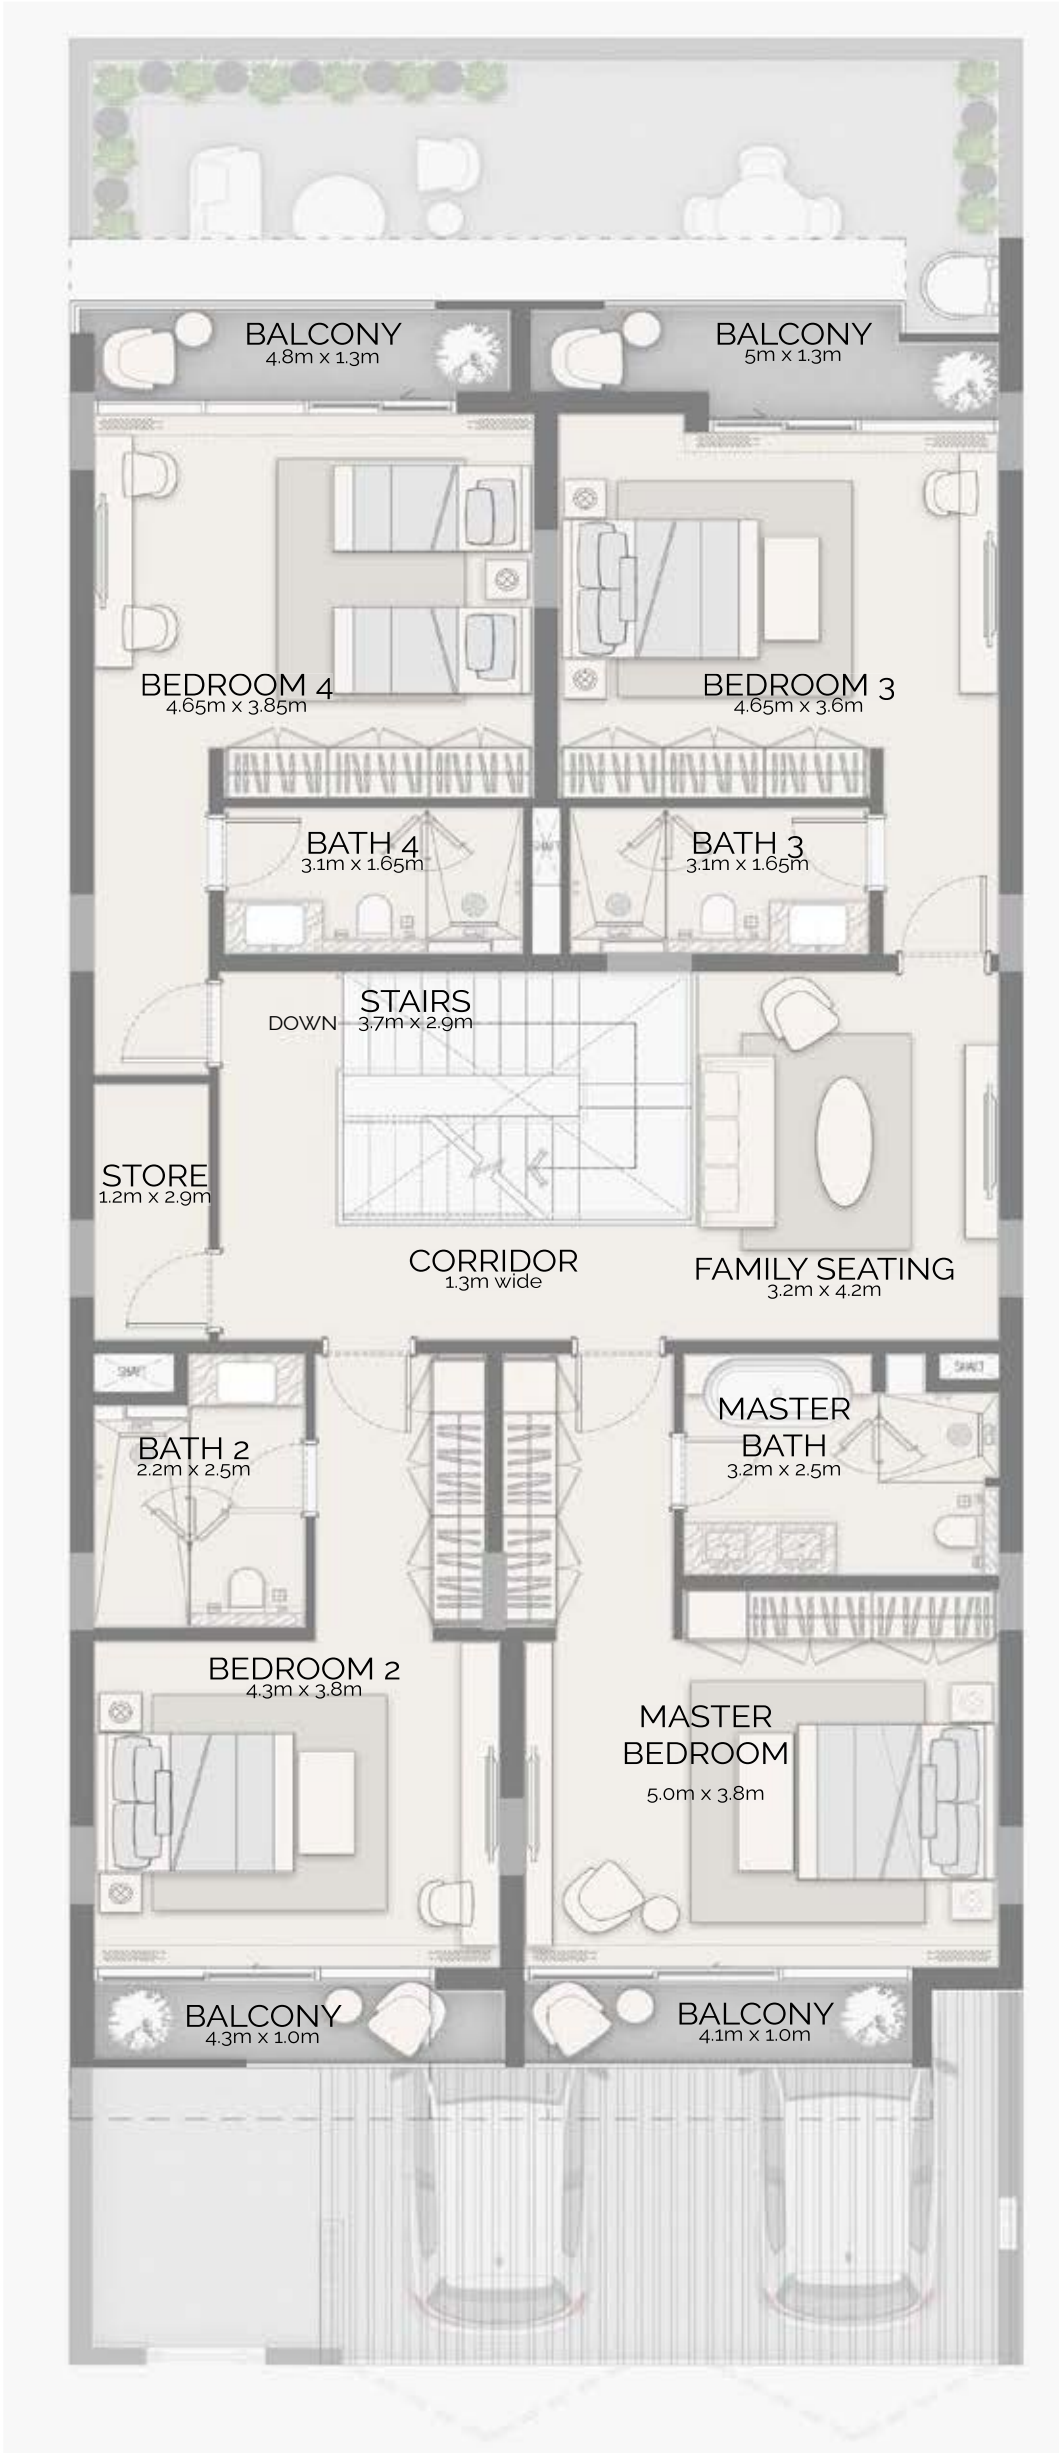 BALCONY
4.8m x 1.3m
BALCONY
5m x 1.3m
BEDROOM 4
4.65m x 3.85m
BEDROOM 3
4.65m x 3.6m
BATH 4
3.1m x 1.65m
SHAFT
BATH 3
3.1m x 1.65m
STAIRS
3.7m x 2.9m
DOWN
STORE
1.2m x 2.9m
CORRIDOR
1.3m wide
FAMILY SEATING
3.2m x 4.2m
SHAFT
SHAFT
BATH 2
2.2m x 2.5m
MASTER
BATH
3.2m x 2.5m
BEDROOM 2
4.3m x 3.8m
MASTER
BEDROOM
5.0m x 3.8m
BALCONY
4.3m x 1.0m
BALCONY
4.1m x 1.0m